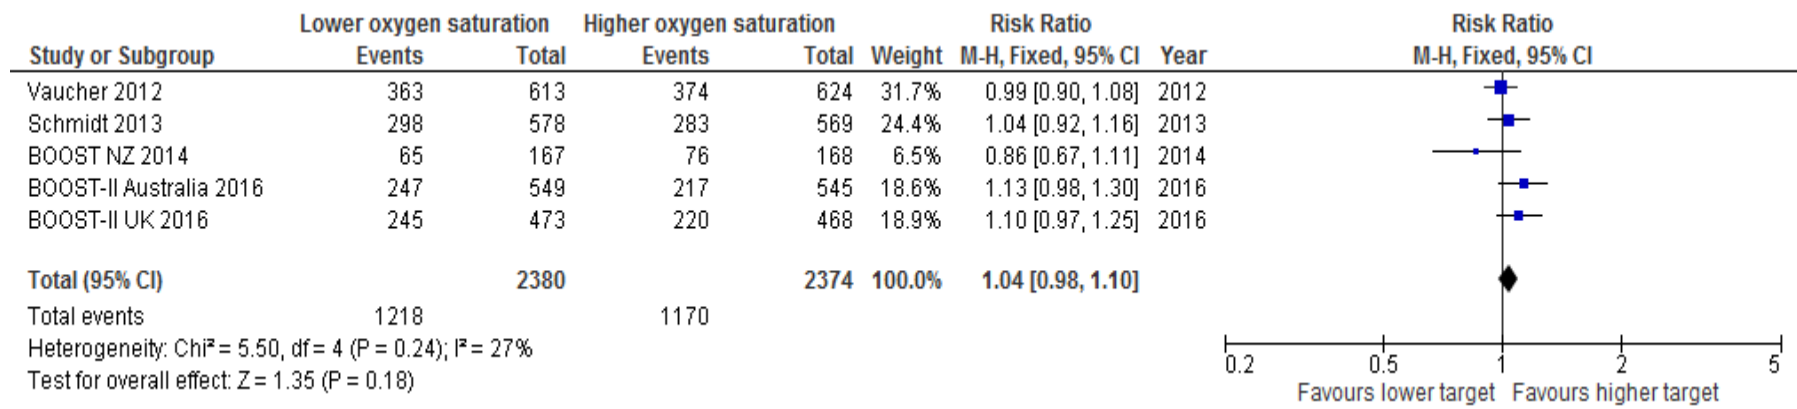 Lower oxygen saturation Higher oxygen saturation Risk Ratio Risk Ratio
Study or Subgroup Events Total Events Total Weight M-H, Fixed, 95% CI Year M-H, Fixed, 95% CI
Vaucher 2012 363 613 374 624 31.7% 0.99 [0.90, 1.08] 2012
Schmidt 2013 298 578 283 569 24.4% 1.04 [0.92, 1.16] 2013
BOOST NZ 2014 65 167 76 168 6.5% 0.86 [0.67, 1.11] 2014
BOOST-II Australia 2016 247 549 217 545 18.6% 1.13 [0.98, 1.30] 2016
BOOST-II UK 2016 245 473 220 468 18.9% 1.10 [0.97, 1.25] 2016
Total (95% CI) 2380 2374 100.0% 1.04 [0.98, 1.10]
Total events 1218 1170
Heterogeneity: Chi² = 5.50, df = 4 (P = 0.24); I² = 27%
Test for overall effect: Z = 1.35 (P = 0.18)
0.2 0.5 1 2 5
Favours lower target Favours higher target